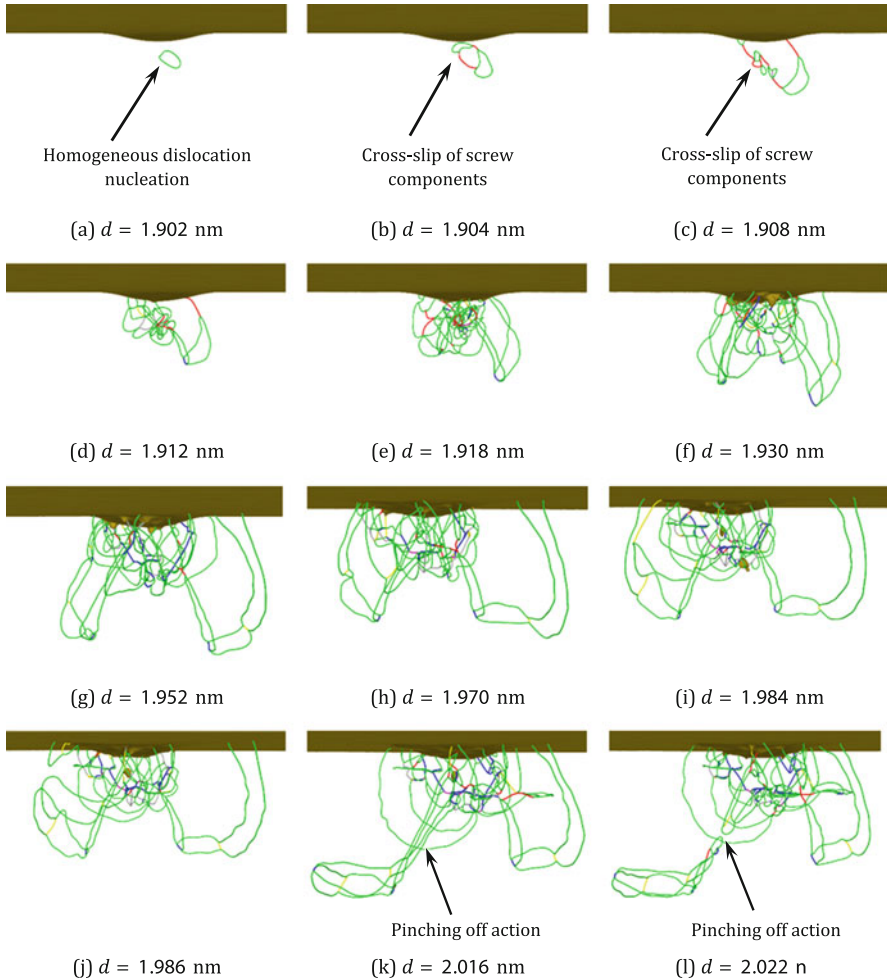 Homogeneous dislocation
nucleation
Cross-slip of screw
components
Cross-slip of screw
components
(a) d = 1.902 nm
(b) d = 1.904 nm
(c) d = 1.908 nm
(d) d = 1.912 nm
(e) d = 1.918 nm
(f) d = 1.930 nm
(g) d = 1.952 nm
(h) d = 1.970 nm
(i) d = 1.984 nm
Pinching off action
Pinching off action
(j) d = 1.986 nm
(k) d = 2.016 nm
(l) d = 2.022 n